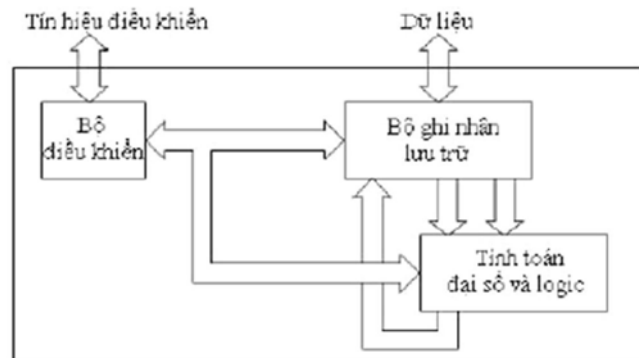 Tín hiệu điều khiển
Dữ liệu
Bộ
điều khiển
Bộ ghi nhân
lưu trữ
Tính toán
đại số và logic